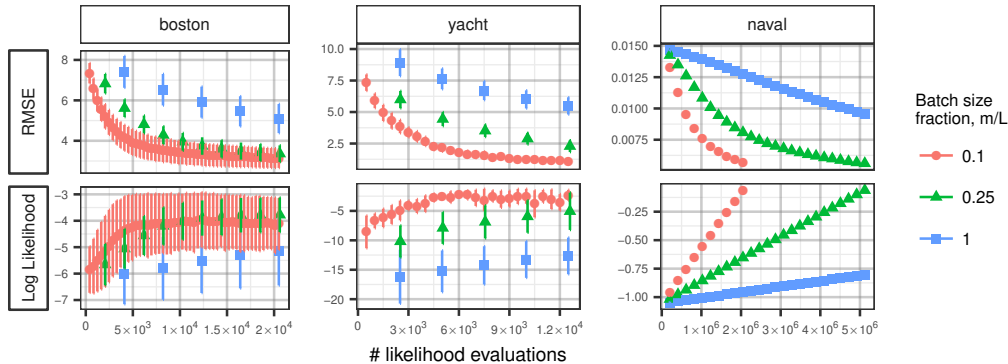 boston
yacht
naval
RMSE
8
6
4
10.0
7.5
5.0
2.5
0.0150
0.0125
0.0100
0.0075
Log Likelihood
−3
−4
−5
−6
−7
−5
−10
−15
−20
−0.25
−0.50
−0.75
−1.00
0 5×10³ 1×10⁴ 1.5×10⁴ 2×10⁴
3×10³ 6×10³ 9×10³ 1.2×10⁴
0 1×10⁶ 2×10⁶ 3×10⁶ 4×10⁶ 5×10⁶
# likelihood evaluations
Batch size
fraction, m/L
0.1
0.25
1